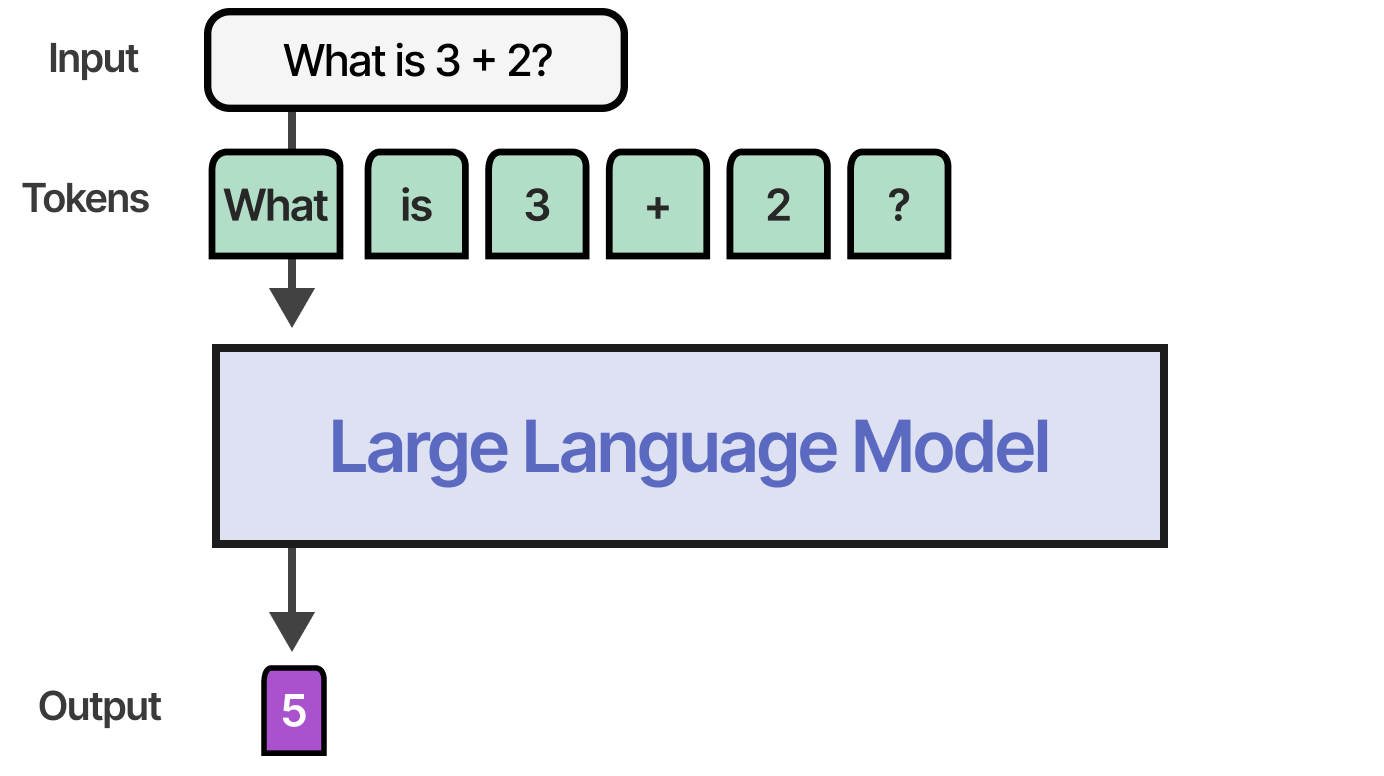 Input
What is 3 + 2?
Tokens
What is 3 + 2 ?
Large Language Model
Output
5